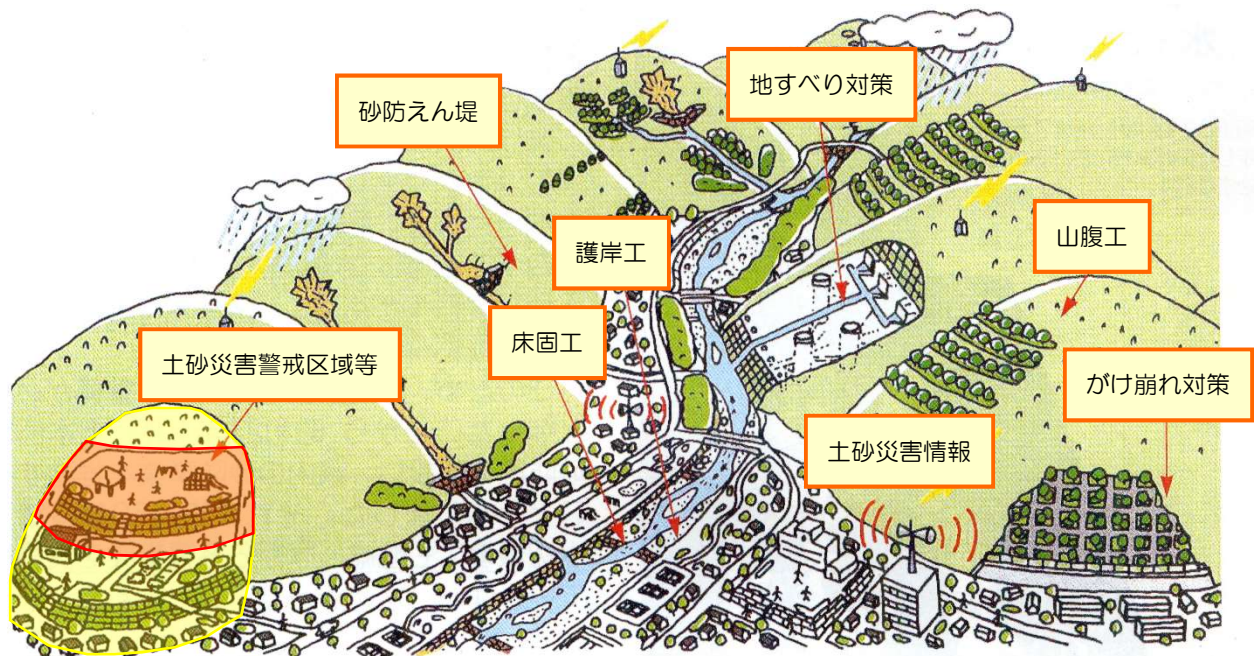 砂防えん堤
地すべり対策
護岸工
山腹工
床固工
土砂災害警戒区域等
がけ崩れ対策
土砂災害情報